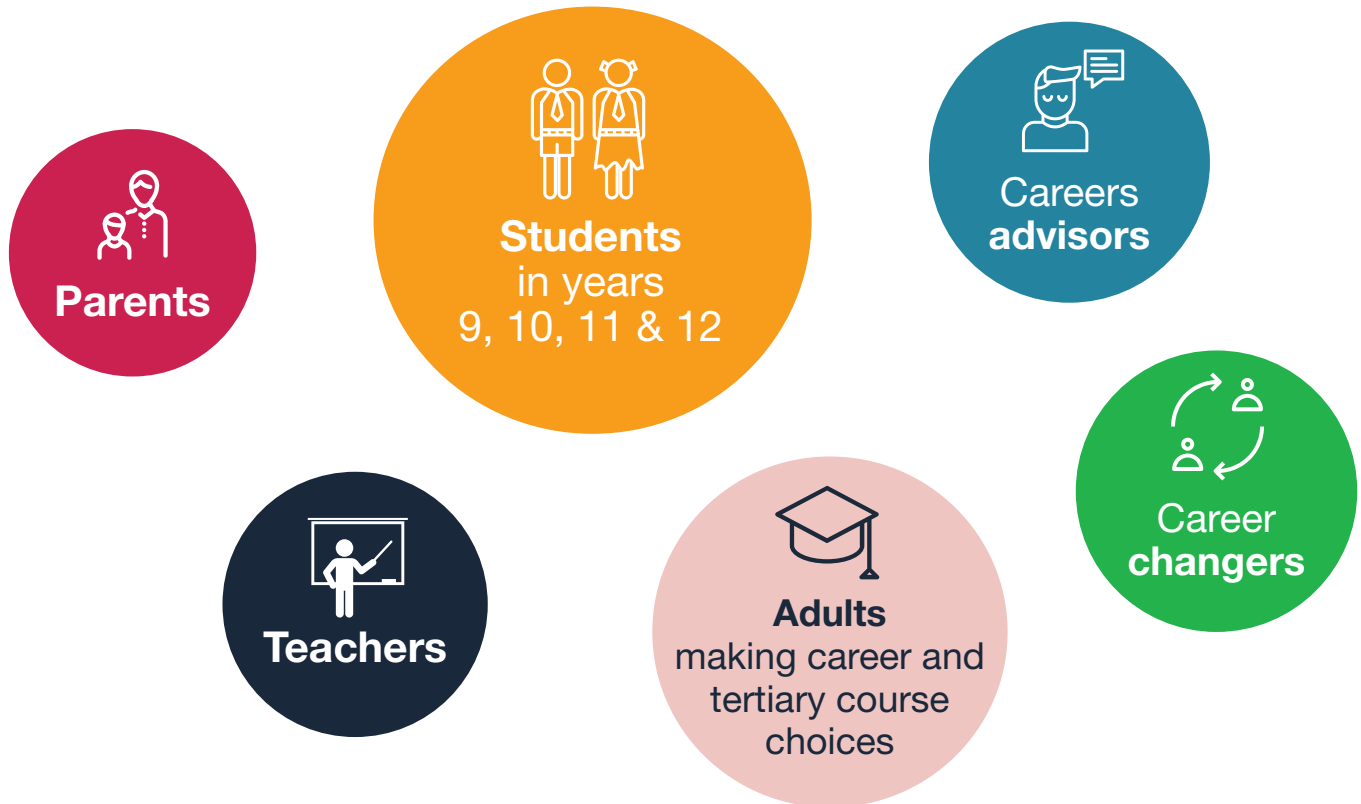 Parents
Students
in years
9, 10, 11 & 12
Careers
advisors
Career
changers
Teachers
Adults
making career and
tertiary course
choices